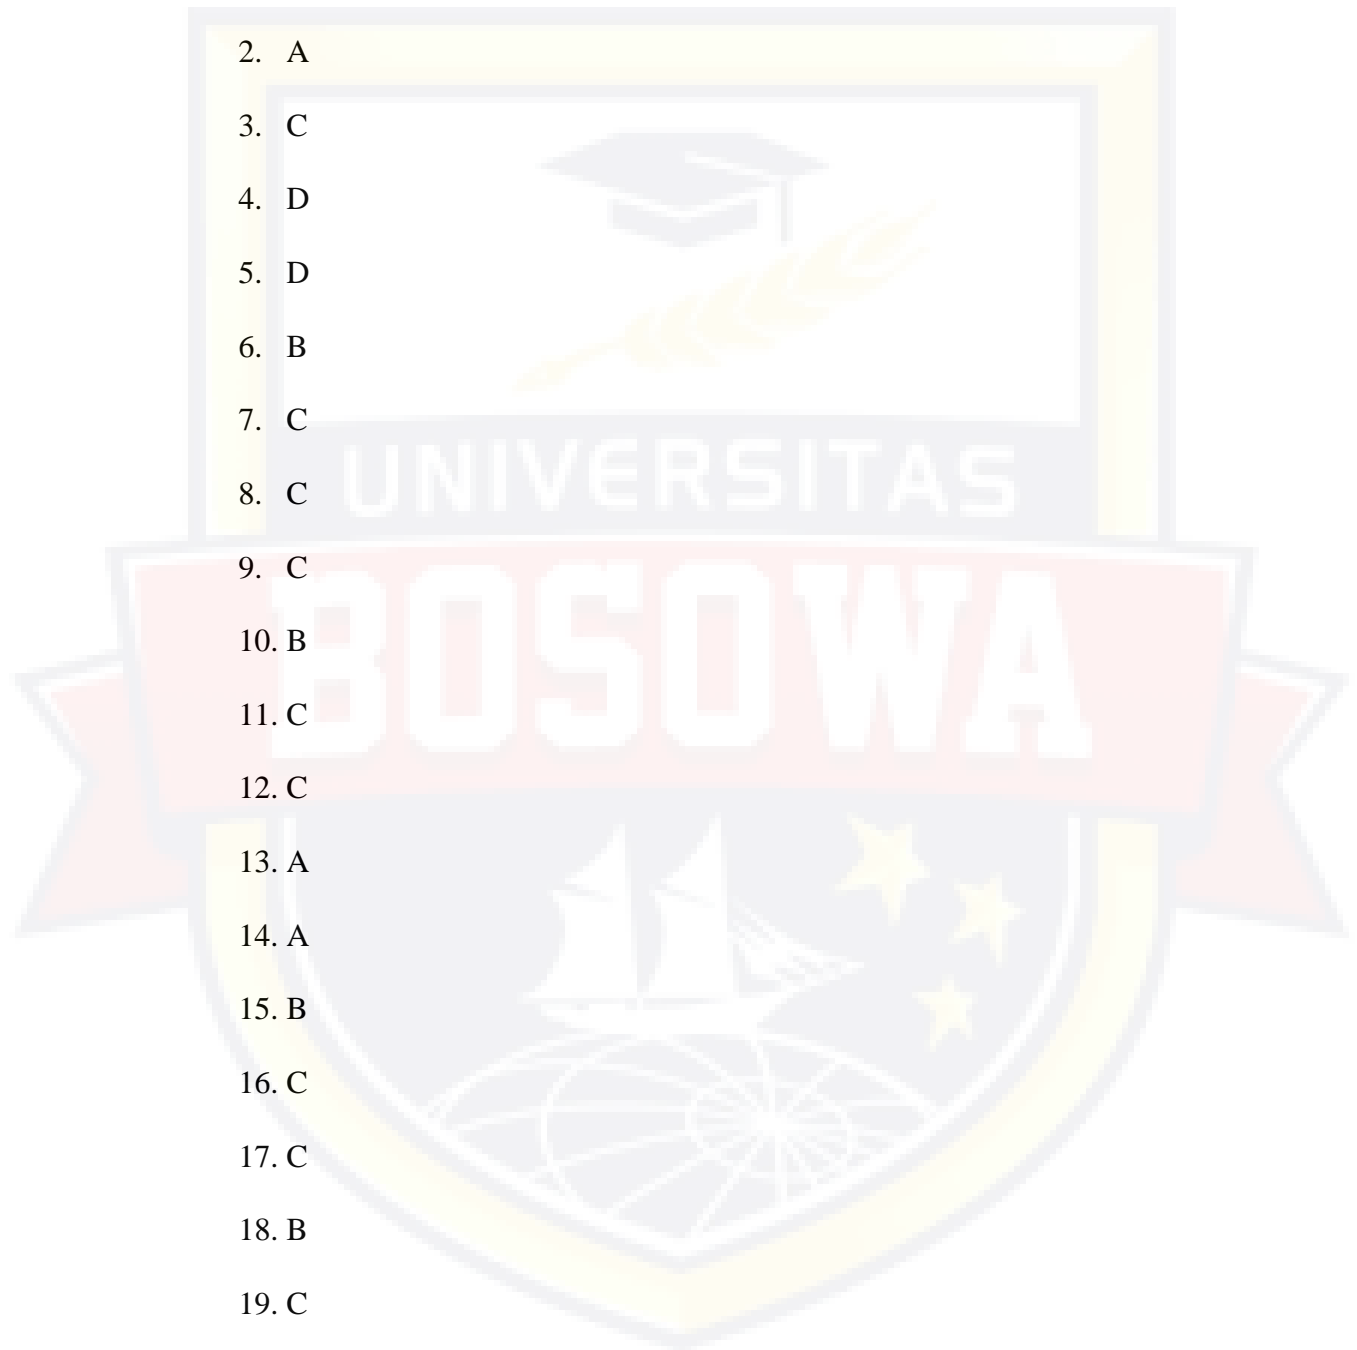 2. A
3. C
4. D
5. D
6. B
7. C
UNIVERSITAS
8. C
9. C
BOSOWA
10. B
11. C
12. C
13. A
14. A
15. B
16. C
17. C
18. B
19. C